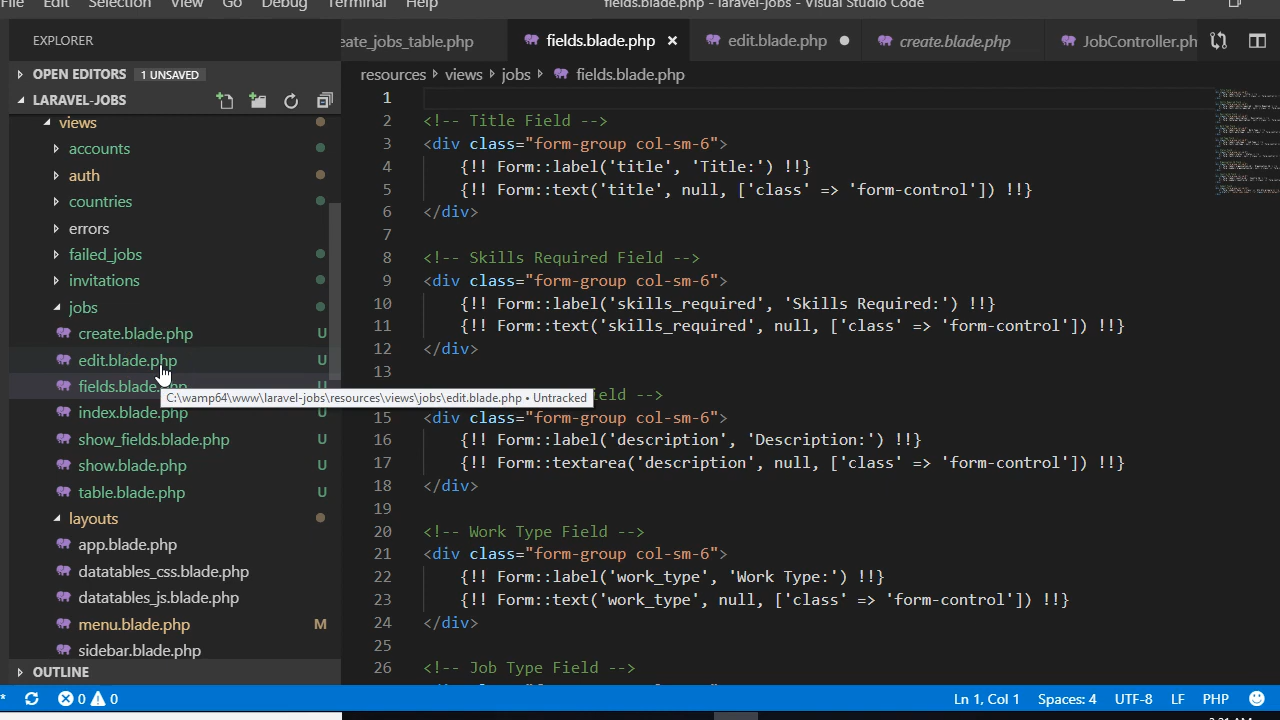 File Edit Selection View Go Debug Terminal Help
fields.blade.php - laravel-jobs - Visual Studio Code
EXPLORER
eate_jobs_table.php
fields.blade.php ×
edit.blade.php ●
create.blade.php
JobController.ph
OPEN EDITORS 1 UNSAVED
LARAVEL-JOBS
views
accounts
auth
countries
errors
failed_jobs
invitations
jobs
create.blade.php U
edit.blade.php U
fields.blade.php U
index.blade.php U
show_fields.blade.php U
show.blade.php U
table.blade.php U
layouts
app.blade.php
datatables_css.blade.php
datatables_js.blade.php
menu.blade.php M
sidebar.blade.php
OUTLINE
C:\wamp64\www\laravel-jobs\resources\views\jobs\edit.blade.php • Untracked
resources views jobs fields.blade.php
1
2 <!-- Title Field -->
3 <div class="form-group col-sm-6">
4 {!! Form::label('title', 'Title:') !!}
5 {!! Form::text('title', null, ['class' => 'form-control']) !!}
6 </div>
7
8 <!-- Skills Required Field -->
9 <div class="form-group col-sm-6">
10 {!! Form::label('skills_required', 'Skills Required:') !!}
11 {!! Form::text('skills_required', null, ['class' => 'form-control']) !!}
12 </div>
13
ield -->
15 <div class="form-group col-sm-6">
16 {!! Form::label('description', 'Description:') !!}
17 {!! Form::textarea('description', null, ['class' => 'form-control']) !!}
18 </div>
19
20 <!-- Work Type Field -->
21 <div class="form-group col-sm-6">
22 {!! Form::label('work_type', 'Work Type:') !!}
23 {!! Form::text('work_type', null, ['class' => 'form-control']) !!}
24 </div>
25
26 <!-- Job Type Field -->
0 0
Ln 1, Col 1 Spaces: 4 UTF-8 LF PHP